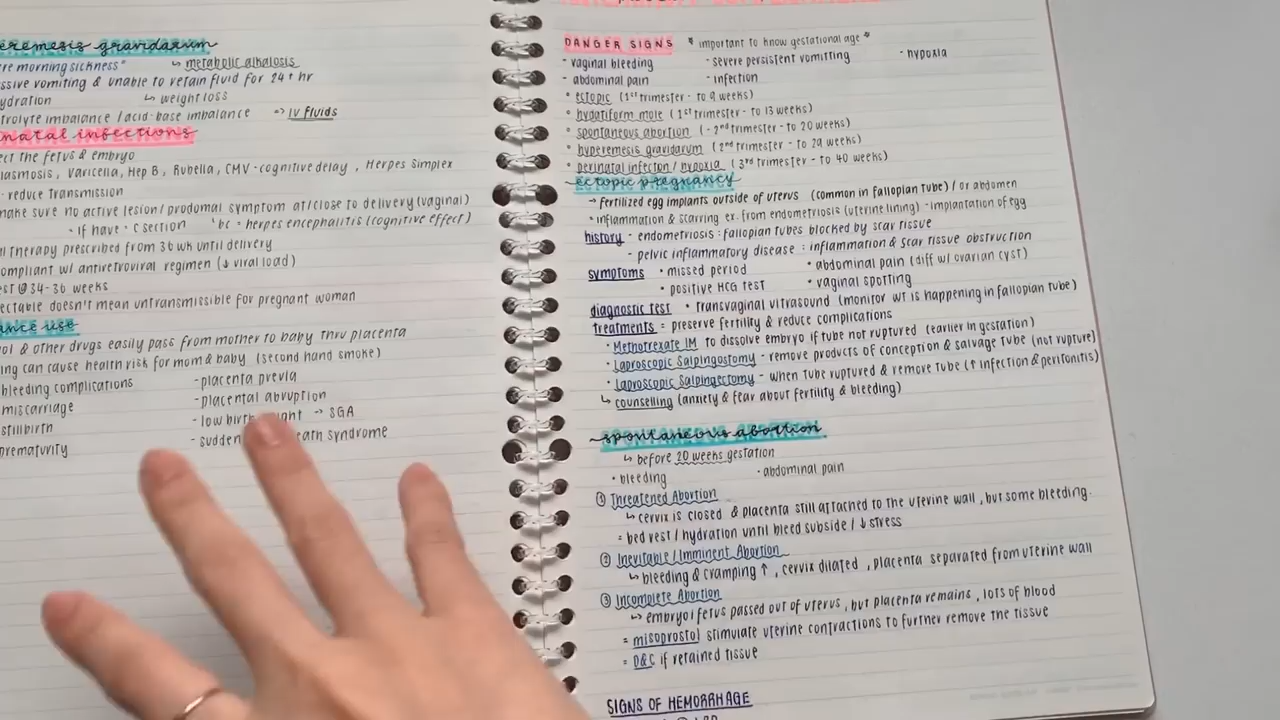 eremesis gravidarum
re morning sickness" ↳ metabolic alkalosis
ssive vomiting & unable to retain fluid for 24+ hr
ydration ↳ weight loss
trolyte imbalance / acid-base imbalance => IV fluids
natal infections
ect the fetus & embryo
lasmosis, Varicella, Hep B, Rubella, CMV - cognitive delay, Herpes Simplex
- reduce transmission
make sure no active lesion / prodomal symptom at/close to delivery (vaginal)
- if have · C section ↳ bc = herpes encephalitis (cognitive effect)
l therapy prescribed from 36 wk until delivery
ompliant w/ antivetroviral regimen (↓ viral load)
est @ 34-36 weeks
ectable doesn't mean untransmissible for pregnant woman
ance use
ol & other drugs easily pass from mother to baby thru placenta
ing can cause health risk for mom & baby (second hand smoke)
bleeding complications - placenta previa
miscarriage - placental abruption
stillbirth - low birth ght -> SGA
prematurity - sudden eath syndrome
DANGER SIGNS * important to know gestational age *
- vaginal bleeding - severe persistent vomitting - hypoxia
- abdominal pain - infection
° ectopic (1st trimester - to 9 weeks)
° hydatiform mole (1st trimester - to 13 weeks)
° spontaneous abortion (- 2nd trimester - to 20 weeks)
° hyperemesis gravidarum (2nd trimester - to 29 weeks)
° perinatal infection / hypoxia (3rd trimester - to 40 weeks)
ectopic pregnancy
→ fertilized egg implants outside of uterus (common in fallopian tube) / or abdomen
• inflammation & scarring ex. from endometriosis (uterine lining) - implantation of egg
history - endometriosis : fallopian tubes blocked by scar tissue
- pelvic inflammatory disease : inflammation & scar tissue obstruction
symptoms • missed period • abdominal pain (diff w/ ovarian cyst)
• positive HCG test • vaginal spotting
diagnostic test • transvaginal ultrasound (monitor WT is happening in fallopian tube)
treatments = preserve fertility & reduce complications
• Methotrexate IM to dissolve embryo if tube not ruptured (earlier in gestation)
• Laproscopic Salpingostomy - remove products of conception & salvage tube (not rupture)
• Laproscopic Salpingectomy - when tube ruptured & remove tube (↑ infection & peritonitis)
↳ counselling (anxiety & fear about fertility & bleeding)
spontaneous abortion
↳ before 20 weeks gestation
• bleeding • abdominal pain
① Threatened Abortion
↳ cervix is closed & placenta still attached to the uterine wall, but some bleeding.
= bed rest / hydration until bleed subside / ↓ stress
② Inevitable / Imminent Abortion
↳ bleeding & cramping ↑, cervix dilated, placenta separated from uterine wall
③ Incomplete Abortion
↳ embryo / fetus passed out of uterus, but placenta remains, lots of blood
= misoprostol stimulate uterine contractions to further remove the tissue
= D&C if retained tissue
SIGNS OF HEMORRHAGE